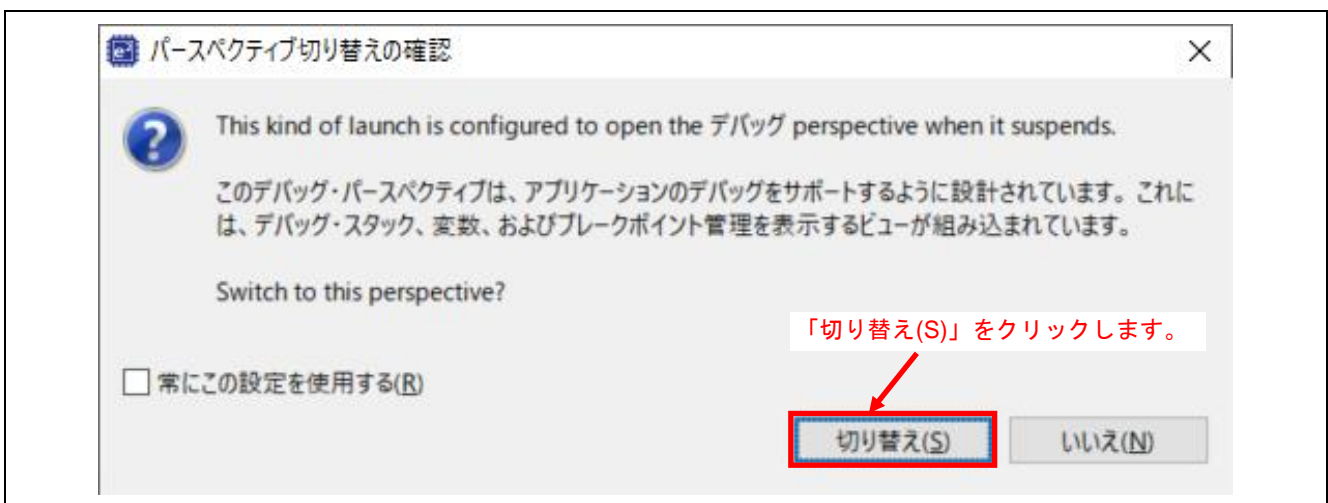 パースペクティブ切り替えの確認
This kind of launch is configured to open the デバッグ perspective when it suspends.
このデバッグ・パースペクティブは、アプリケーションのデバッグをサポートするように設計されています。これに
は、デバッグ・スタック、変数、およびブレークポイント管理を表示するビューが組み込まれています。
Switch to this perspective?
「切り替え(S)」をクリックします。
常にこの設定を使用する(R)
切り替え(S)
いいえ(N)